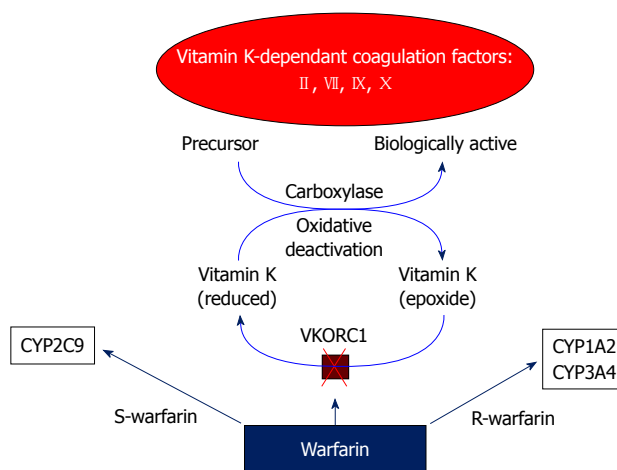 Vitamin K-dependant coagulation factors:
Ⅱ, Ⅶ, Ⅸ, Ⅹ
Precursor
Biologically active
Carboxylase
Oxidative
deactivation
Vitamin K
(reduced)
Vitamin K
(epoxide)
VKORC1
CYP2C9
CYP1A2
CYP3A4
S-warfarin
R-warfarin
Warfarin